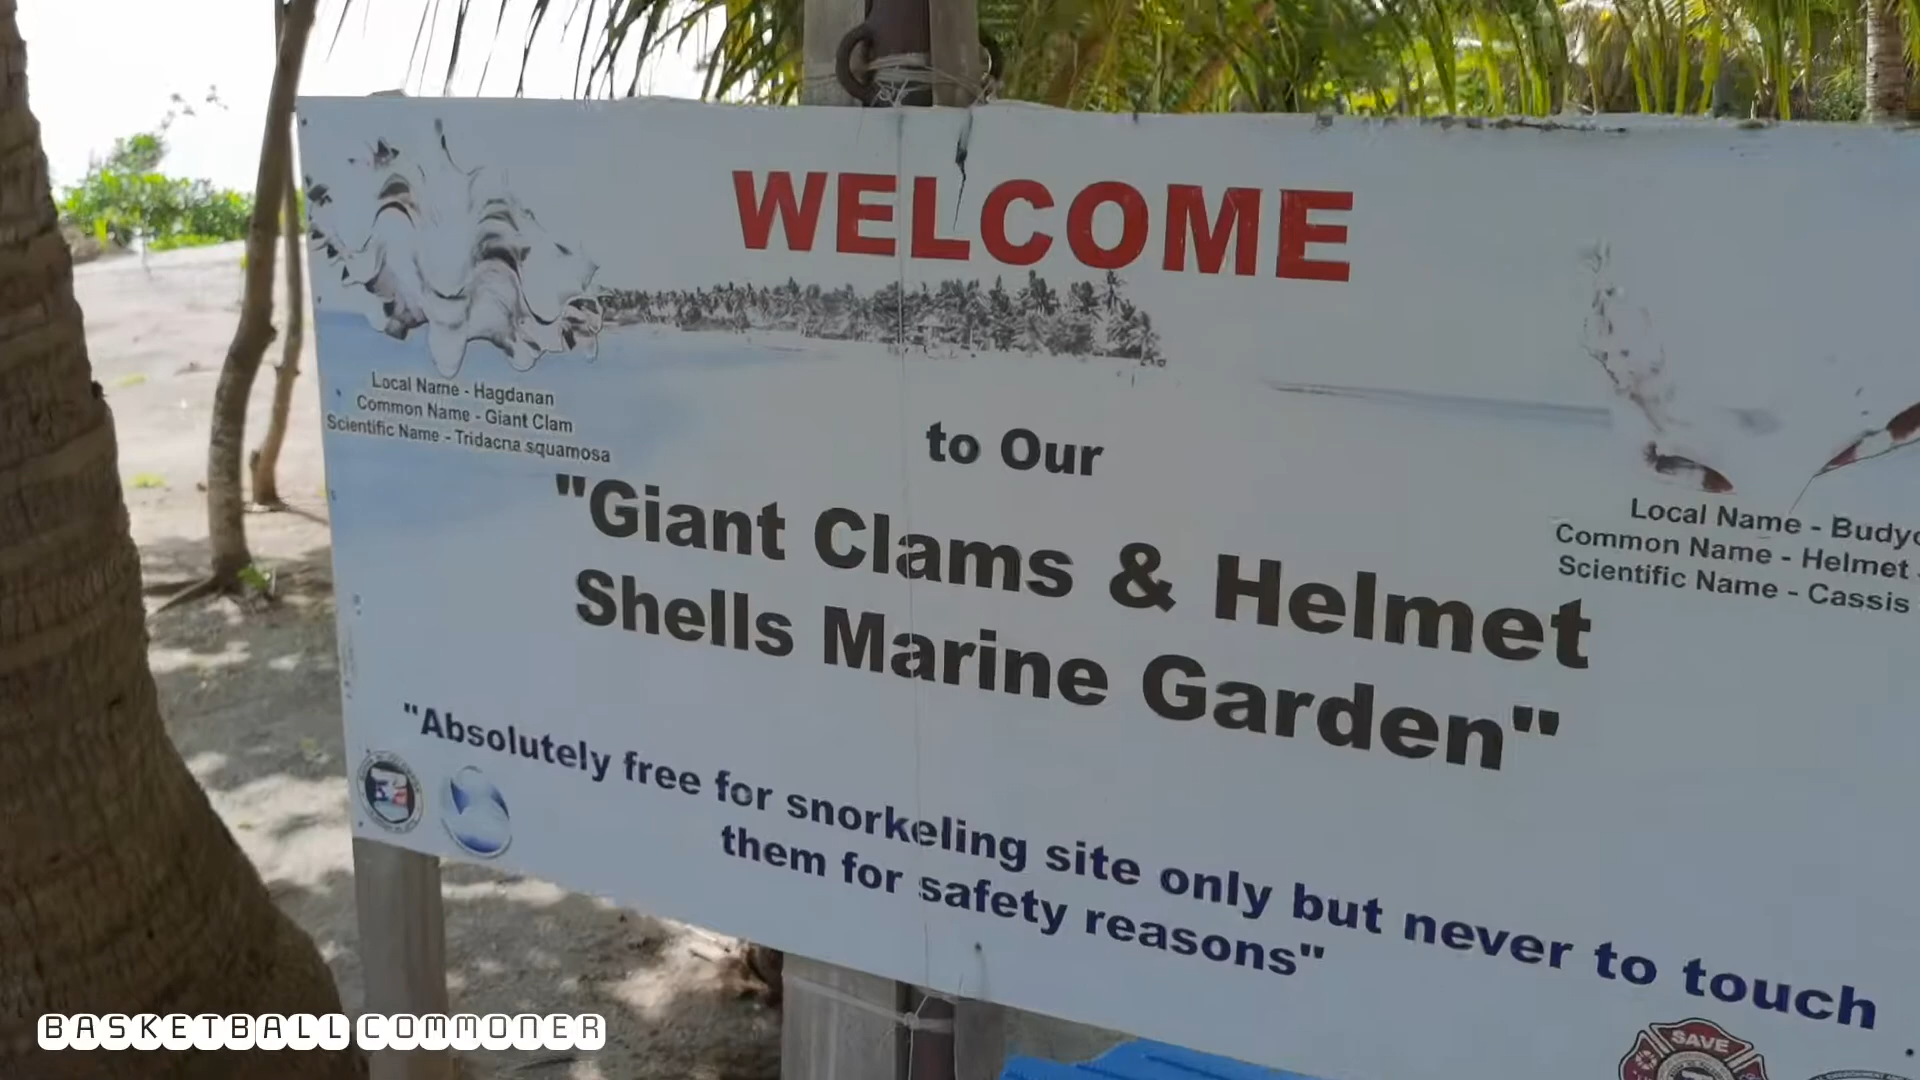 WELCOME
Local Name - Hagdanan
Common Name - Giant Clam
Scientific Name - Tridacna squamosa
to Our
"Giant Clams & Helmet
Shells Marine Garden"
Local Name -
Common Name - Helmet
Scientific Name - Cassis
"Absolutely free for snorkeling site only but never to touch
them for safety reasons"
SAVE
BASKETBALL COMMONER